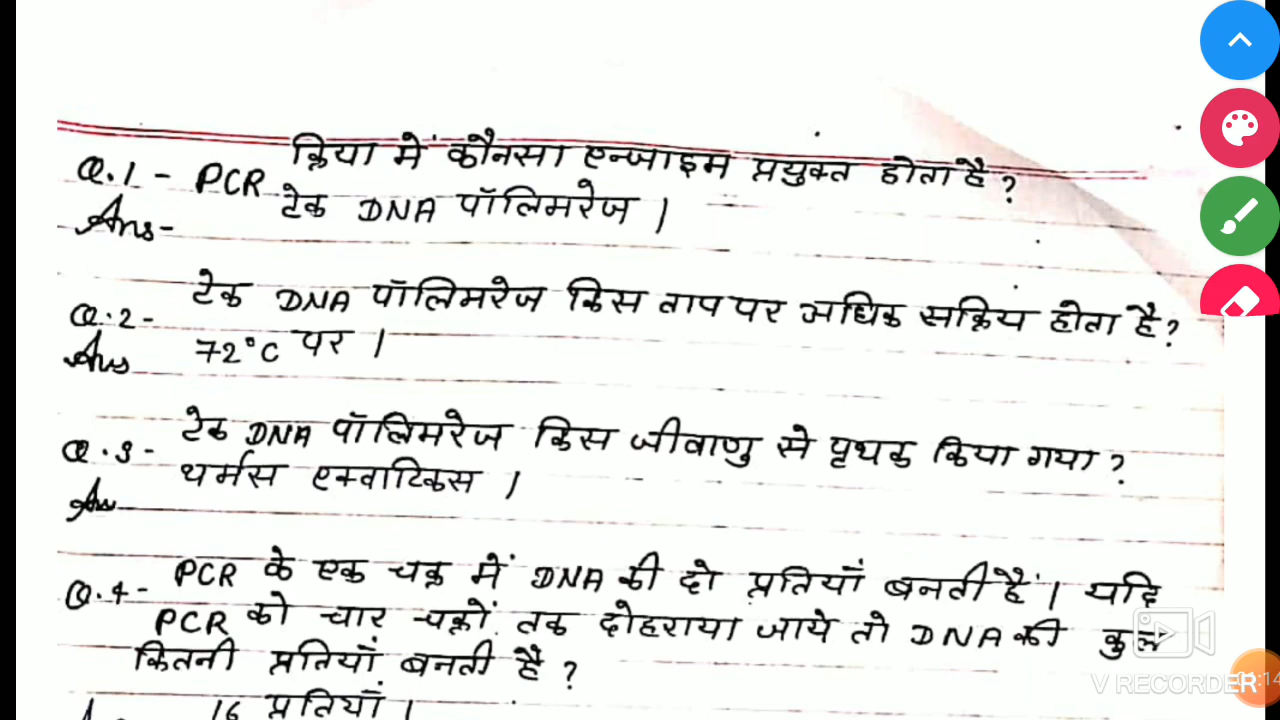 Q.1 - PCR क्रिया में कौनसा एन्जाइम प्रयुक्त होता है?
Ans- टेक DNA पॉलिमरेज ।
Q.2- टेक DNA पॉलिमरेज किस ताप पर अधिक सक्रिय होता है?
Ans 72°C पर ।
Q.3- टेक DNA पॉलिमरेज किस जीवाणु से पृथक किया गया?
An थर्मस एक्वाटिकस ।
Q.4- PCR के एक चक्र में DNA की दो प्रतियाँ बनती हैं। यदि
PCR को चार चक्रों तक दोहराया जाये तो DNA की कुल
कितनी प्रतियाँ बनती है?
16 प्रतियाँ ।
V RECORDER